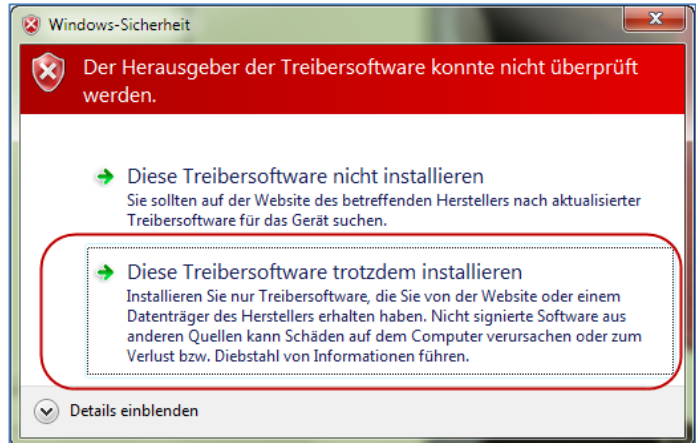 Windows-Sicherheit
Der Herausgeber der Treibersoftware konnte nicht überprüft
werden.
Diese Treibersoftware nicht installieren
Sie sollten auf der Website des betreffenden Herstellers nach aktualisierter
Treibersoftware für das Gerät suchen.
Diese Treibersoftware trotzdem installieren
Installieren Sie nur Treibersoftware, die Sie von der Website oder einem
Datenträger des Herstellers erhalten haben. Nicht signierte Software aus
anderen Quellen kann Schäden auf dem Computer verursachen oder zum
Verlust bzw. Diebstahl von Informationen führen.
Details einblenden